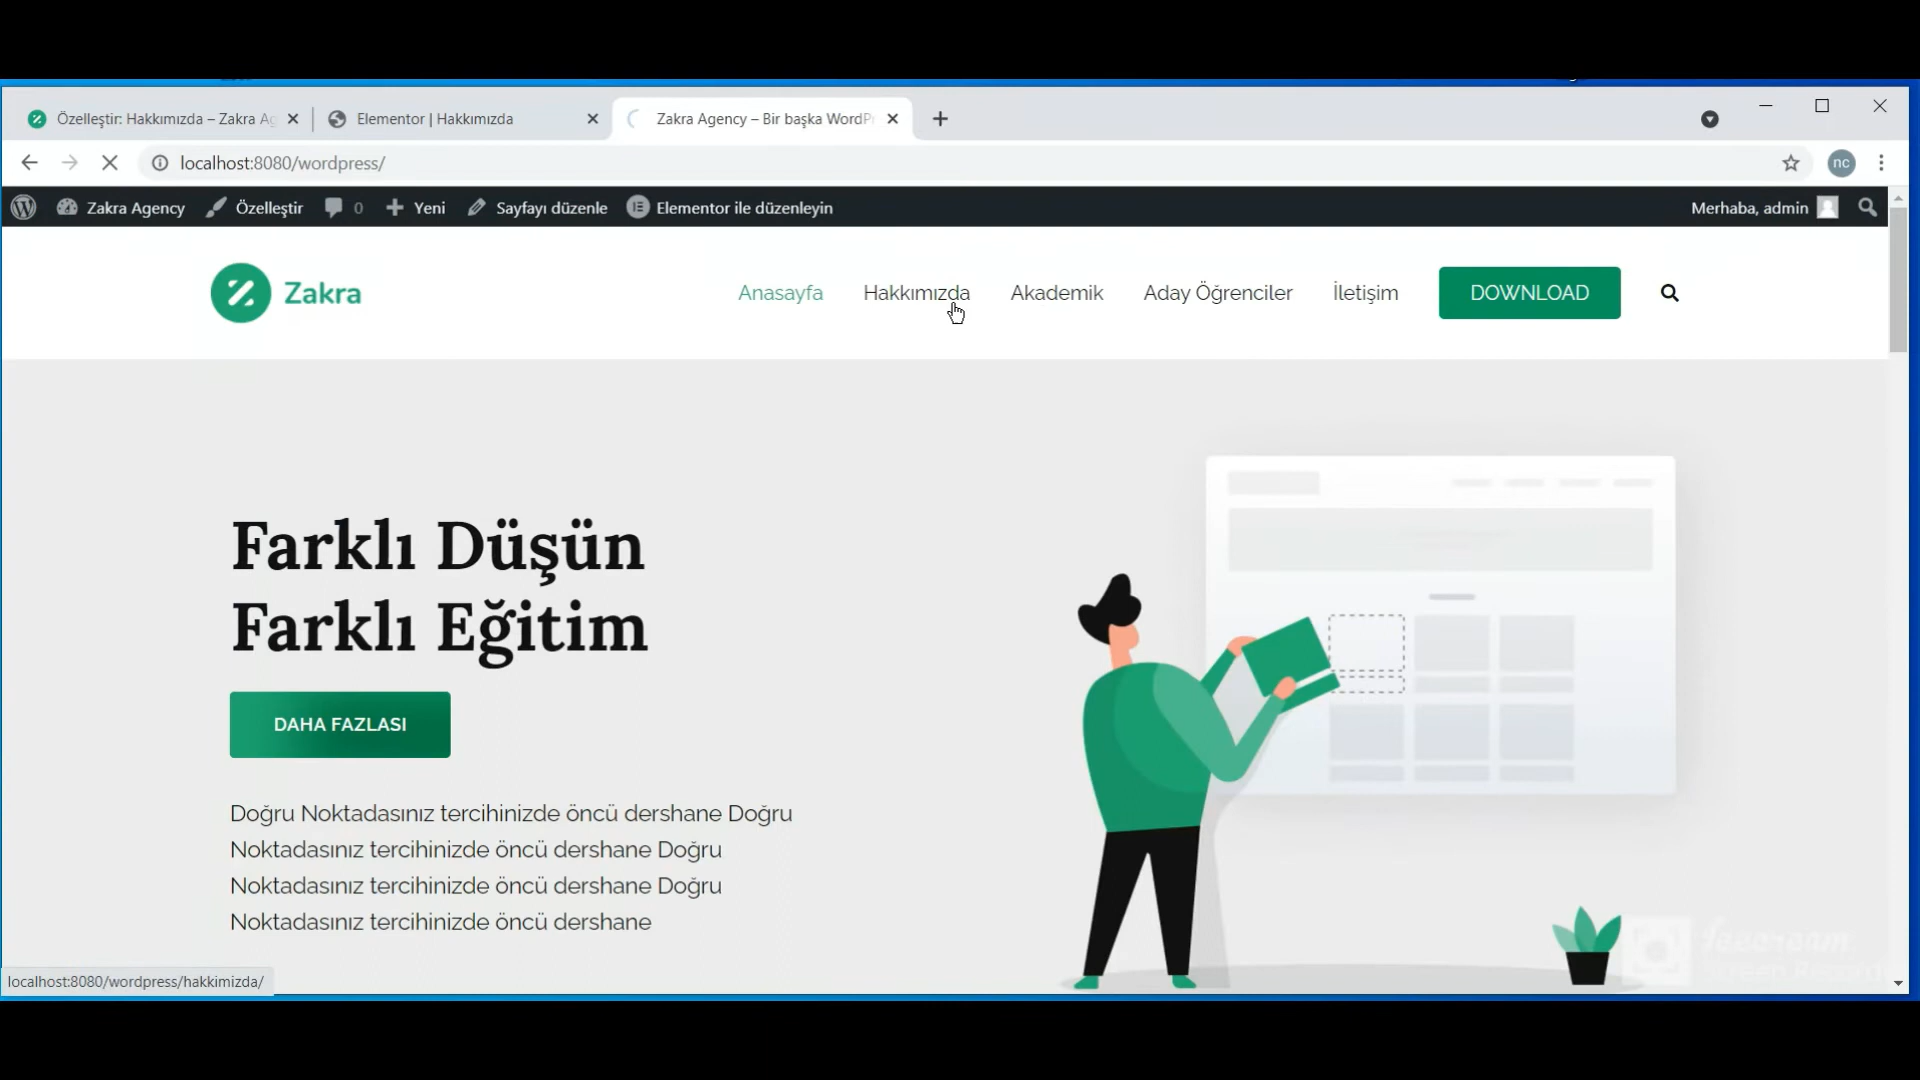 Özelleştir: Hakkımızda – Zakra Ag
Elementor | Hakkımızda
Zakra Agency – Bir başka WordPr
localhost:8080/wordpress/
nc
Zakra Agency
Özelleştir
0
Yeni
Sayfayı düzenle
Elementor ile düzenleyin
Merhaba, admin
Zakra
Anasayfa
Hakkımızda
Akademik
Aday Öğrenciler
İletişim
DOWNLOAD
Farklı Düşün
Farklı Eğitim
DAHA FAZLASI
Doğru Noktadasınız tercihinizde öncü dershane Doğru
Noktadasınız tercihinizde öncü dershane Doğru
Noktadasınız tercihinizde öncü dershane Doğru
Noktadasınız tercihinizde öncü dershane
localhost:8080/wordpress/hakkimizda/